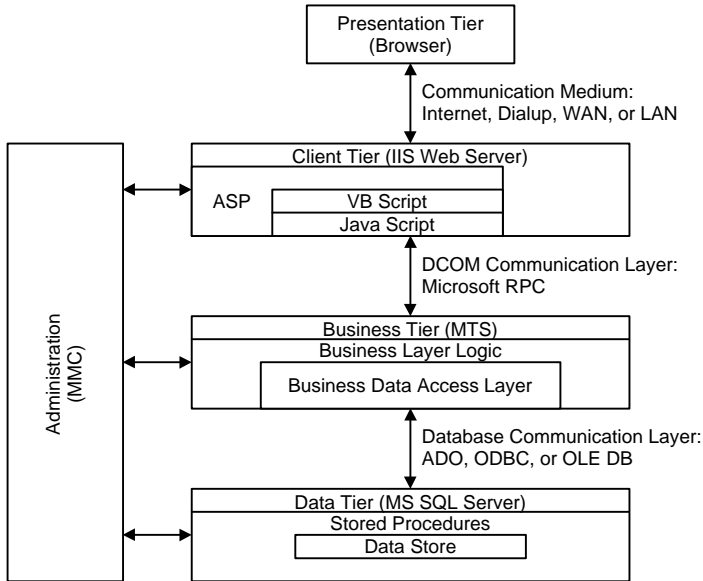 Presentation Tier
(Browser)
Communication Medium:
Internet, Dialup, WAN, or LAN
Client Tier (IIS Web Server)
ASP
VB Script
Java Script
DCOM Communication Layer:
Microsoft RPC
Business Tier (MTS)
Business Layer Logic
Business Data Access Layer
Administration
(MMC)
Database Communication Layer:
ADO, ODBC, or OLE DB
Data Tier (MS SQL Server)
Stored Procedures
Data Store